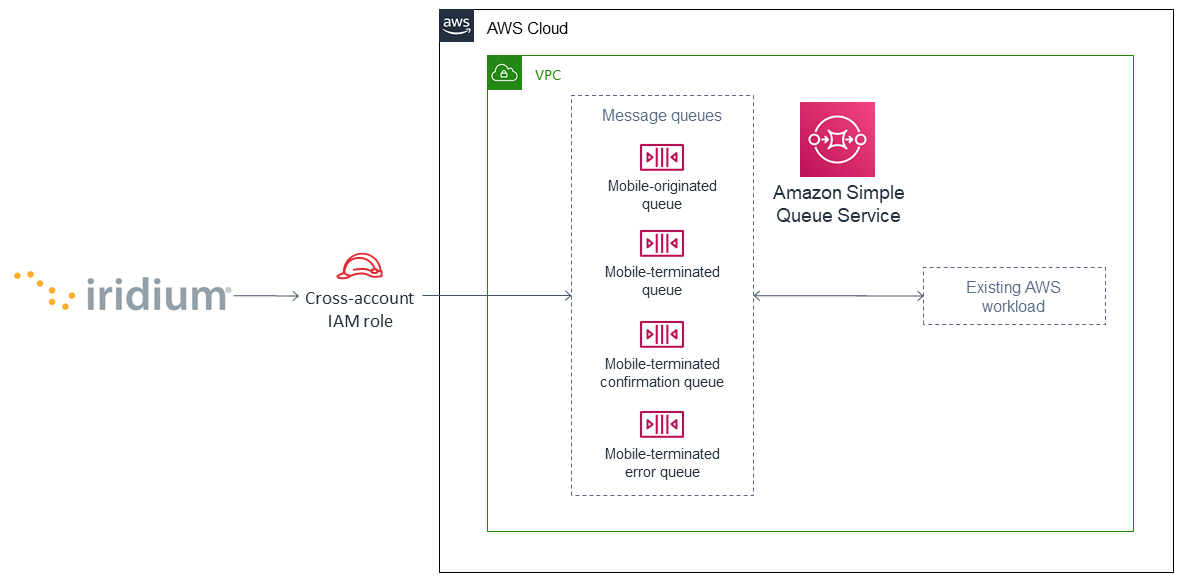 aws
AWS Cloud
VPC
Message queues
Mobile-originated
queue
Mobile-terminated
queue
Mobile-terminated
confirmation queue
Mobile-terminated
error queue
Amazon Simple
Queue Service
iridium®
Cross-account
IAM role
Existing AWS
workload